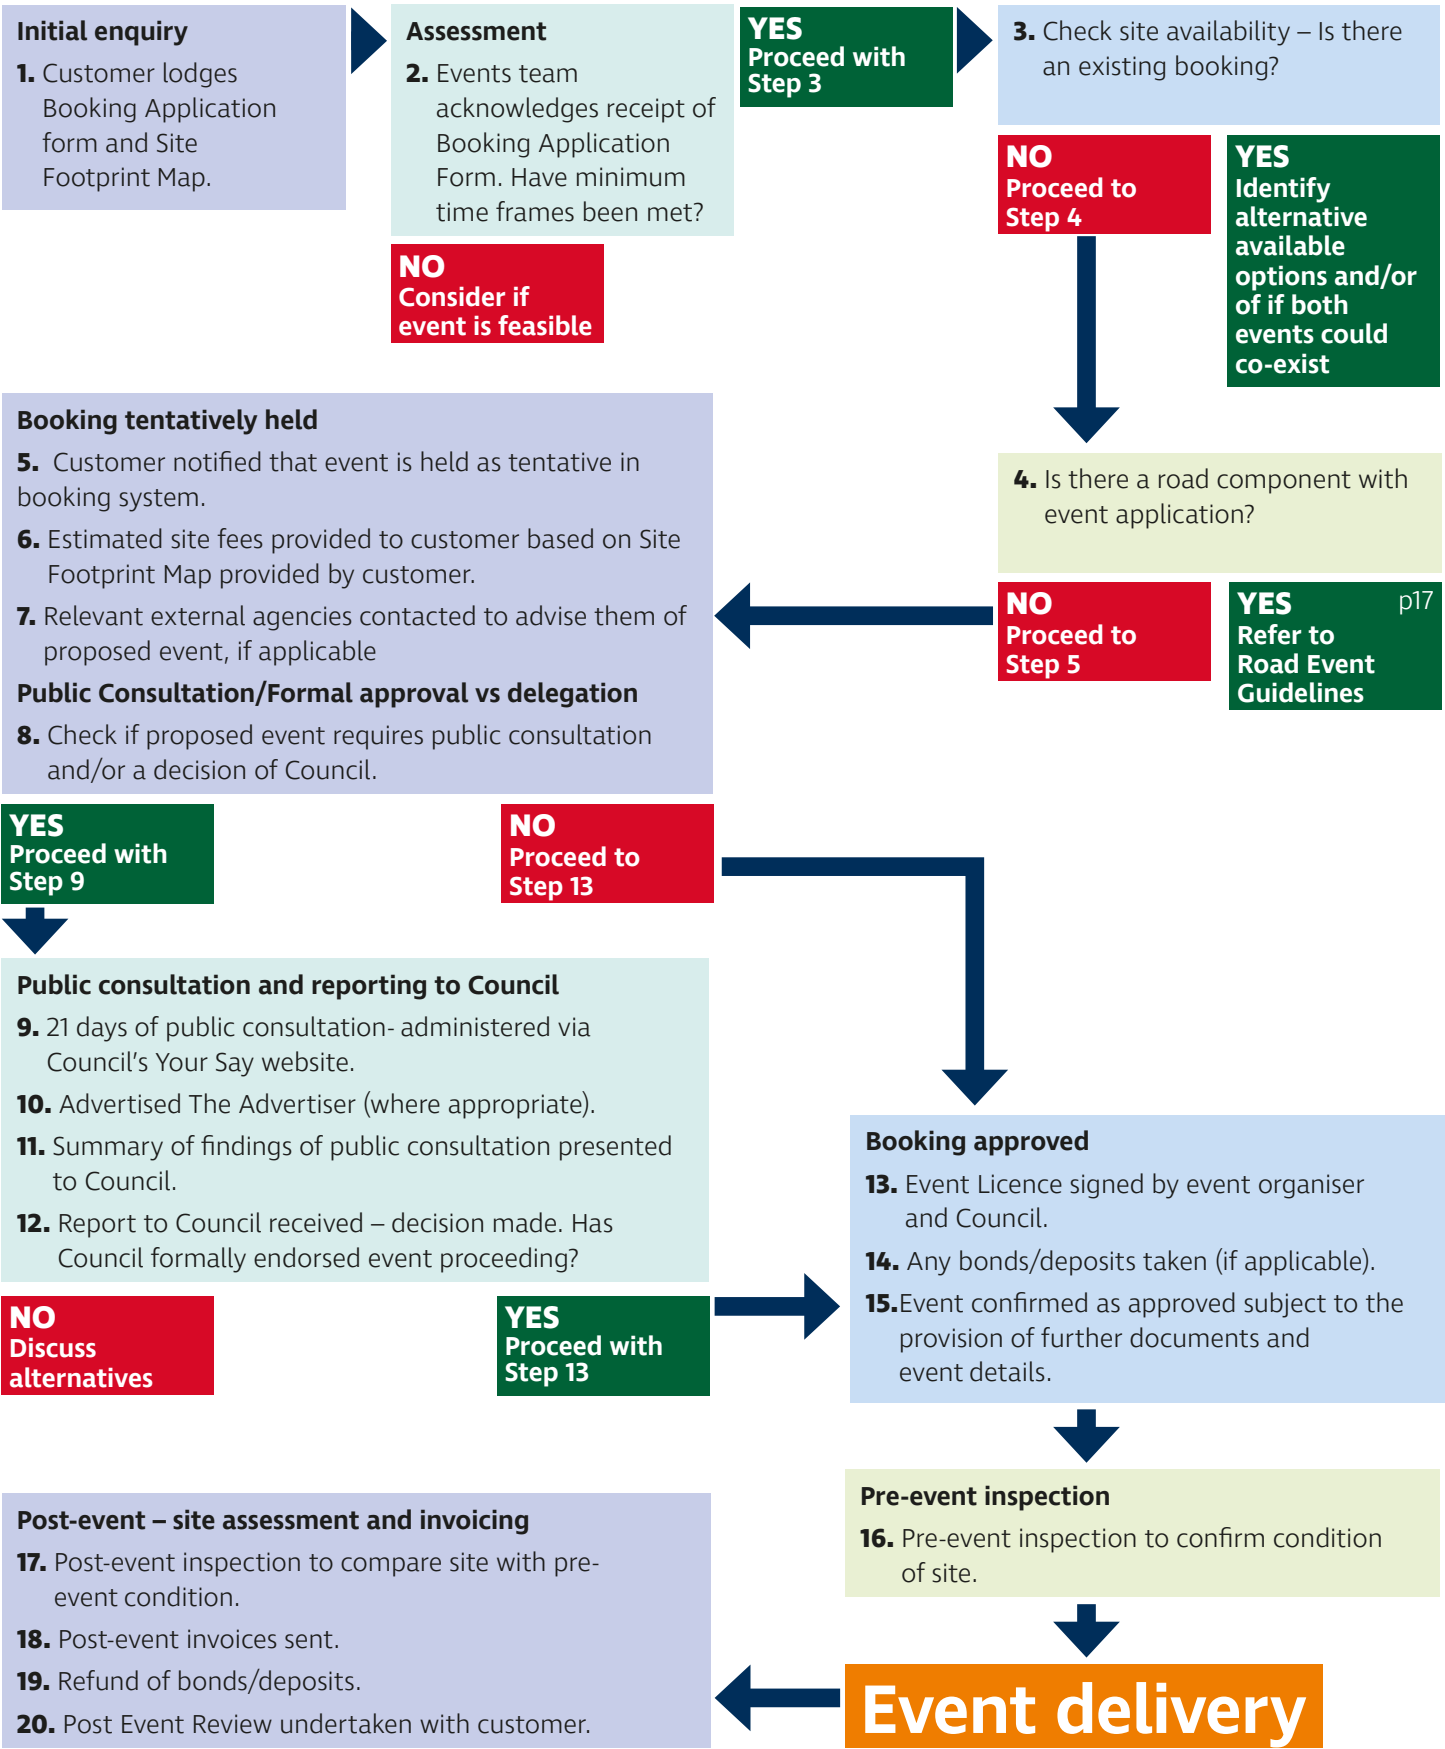 Initial enquiry
1. Customer lodges
Booking Application
form and Site
Footprint Map.
Assessment
2. Events team
acknowledges receipt of
Booking Application
Form. Have minimum
time frames been met?
NO
Consider if
event is feasible
YES
Proceed with
Step 3
3. Check site availability – Is there
an existing booking?
NO
Proceed to
Step 4
YES
Identify
alternative
available
options and/or
of if both
events could
co-exist
4. Is there a road component with
event application?
NO
Proceed to
Step 5
YES p17
Refer to
Road Event
Guidelines
Booking tentatively held
5. Customer notified that event is held as tentative in
booking system.
6. Estimated site fees provided to customer based on Site
Footprint Map provided by customer.
7. Relevant external agencies contacted to advise them of
proposed event, if applicable
Public Consultation/Formal approval vs delegation
8. Check if proposed event requires public consultation
and/or a decision of Council.
YES
Proceed with
Step 9
NO
Proceed to
Step 13
Public consultation and reporting to Council
9. 21 days of public consultation- administered via
Council's Your Say website.
10. Advertised The Advertiser (where appropriate).
11. Summary of findings of public consultation presented
to Council.
12. Report to Council received – decision made. Has
Council formally endorsed event proceeding?
NO
Discuss
alternatives
YES
Proceed with
Step 13
Booking approved
13. Event Licence signed by event organiser
and Council.
14. Any bonds/deposits taken (if applicable).
15.Event confirmed as approved subject to the
provision of further documents and
event details.
Pre-event inspection
16. Pre-event inspection to confirm condition
of site.
Event delivery
Post-event – site assessment and invoicing
17. Post-event inspection to compare site with pre-
event condition.
18. Post-event invoices sent.
19. Refund of bonds/deposits.
20. Post Event Review undertaken with customer.